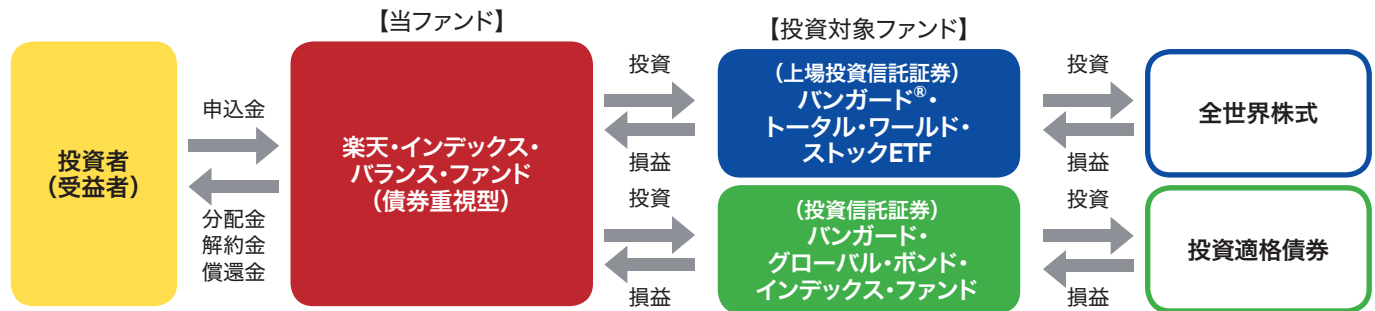 【当ファンド】
【投資対象ファンド】
投資者
（受益者）
申込金
分配金
解約金
償還金
楽天・インデックス・
バランス・ファンド
（債券重視型）
投資
損益
投資
損益
（上場投資信託証券）
バンガード®・
トータル・ワールド・
ストックETF
（投資信託証券）
バンガード・
グローバル・ボンド・
インデックス・ファンド
投資
損益
投資
損益
全世界株式
投資適格債券